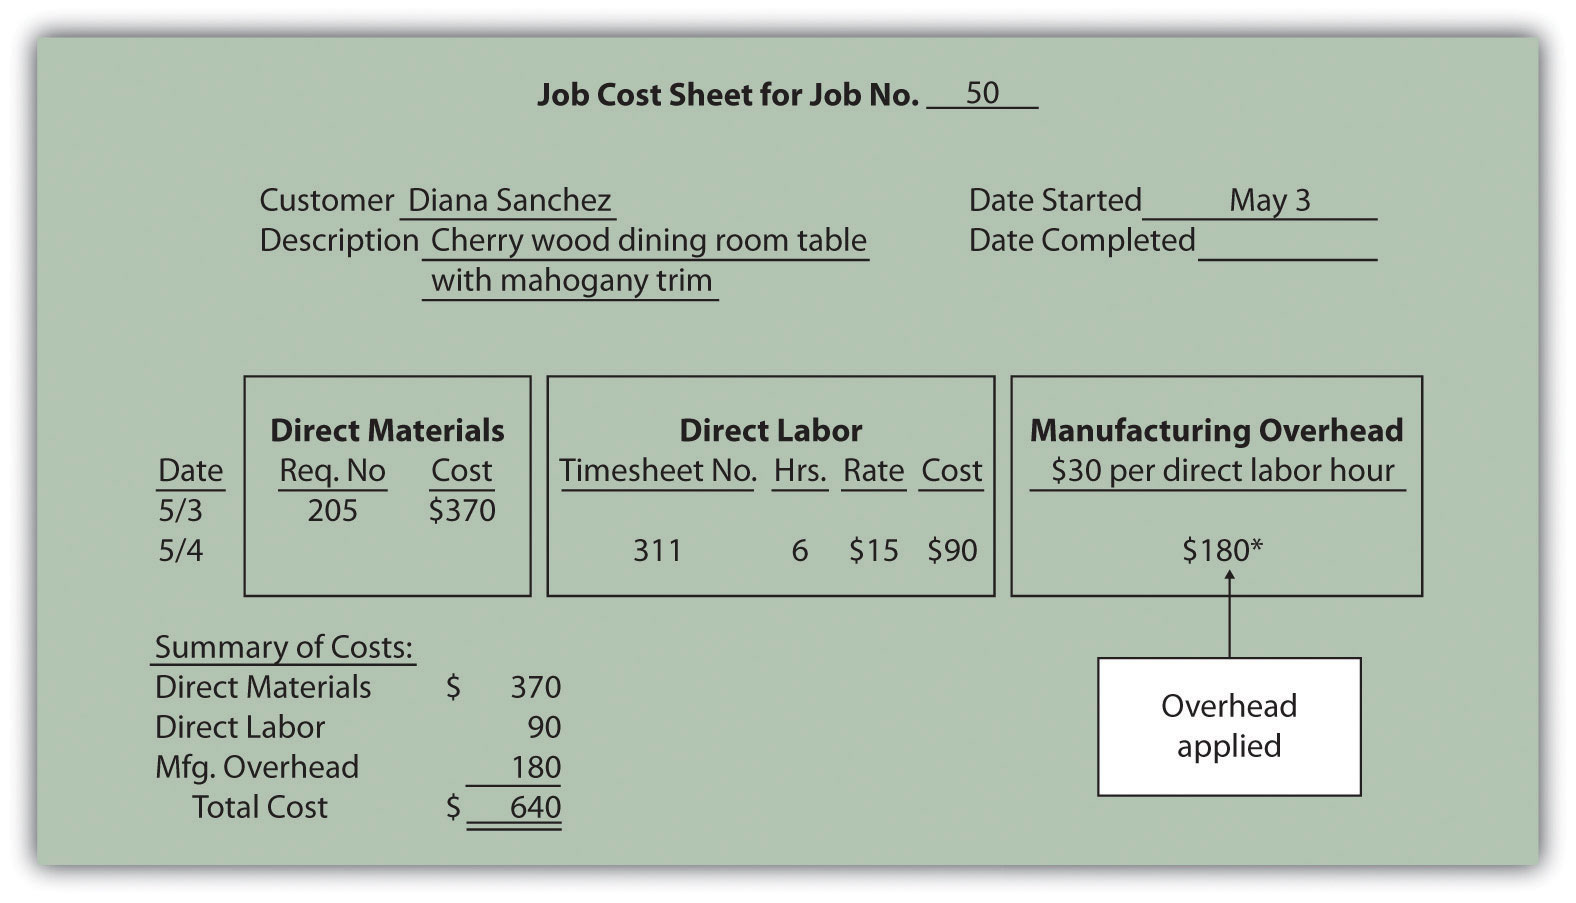 Job Cost Sheet for Job No. 50
Customer Diana Sanchez Date Started May 3
Description Cherry wood dining room table Date Completed
with mahogany trim
Direct Materials Direct Labor Manufacturing Overhead
Date Req. No Cost Timesheet No. Hrs. Rate Cost $30 per direct labor hour
5/3 205 $370
5/4 311 6 $15 $90 $180*
Summary of Costs:
Direct Materials $ 370
Direct Labor 90
Mfg. Overhead 180
Total Cost $ 640
Overhead
applied